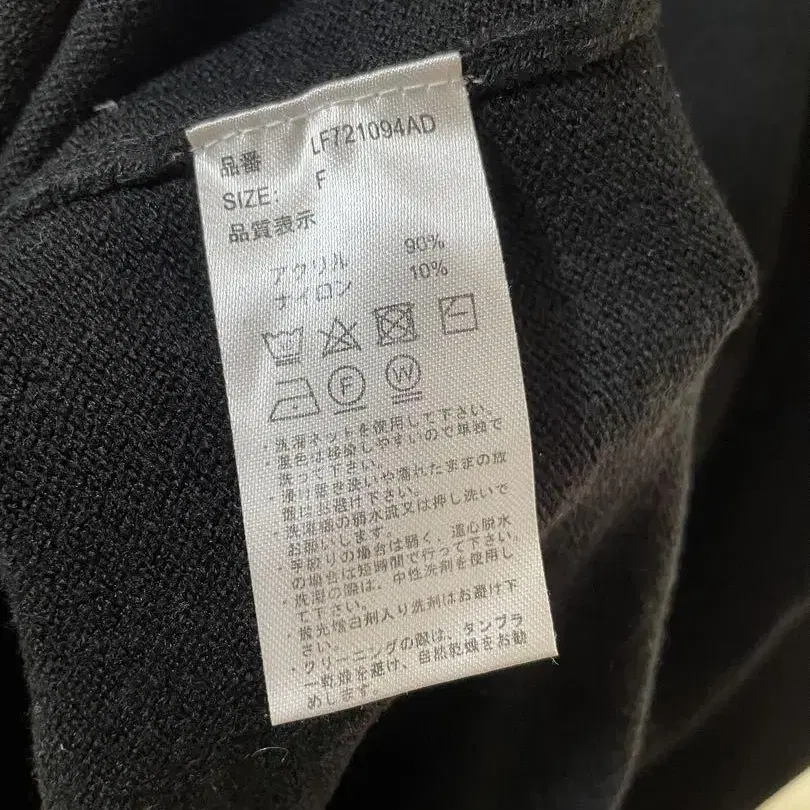 品番 LF721094AD
SIZE: F
品質表示
アクリル 90%
ナイロン 10%
F W
・洗濯ネットを使用して下さい。
・濃色は移染しやすいので単独で
洗って下さい。
・漬け置き洗いや濡れたままの放
置はお避け下さい。
・洗濯機の弱水流又は押し洗いで
お願いします。
・手絞りの場合は弱く、遠心脱水
の場合は短時間で行って下さい。
・洗濯の際は、中性洗剤を使用し
て下さい。
・蛍光増白剤入り洗剤はお避け下
さい。
・クリーニングの際は、タンブラ
ー乾燥を避け、自然乾燥をお勧
めします。